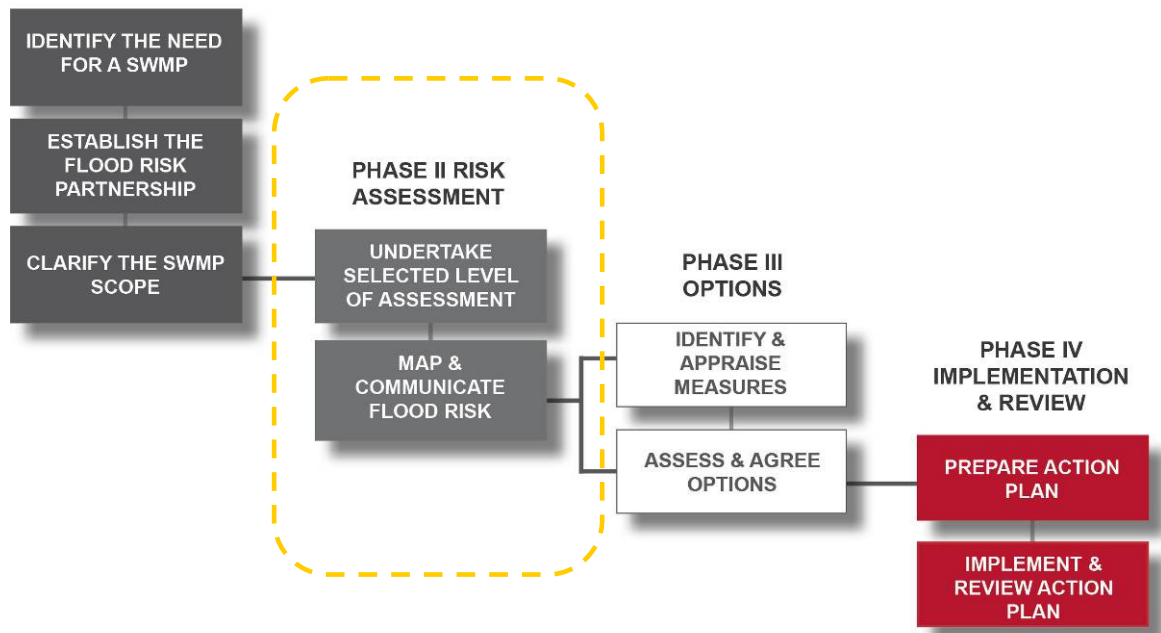 IDENTIFY THE NEED
FOR A SWMP
ESTABLISH THE
FLOOD RISK
PARTNERSHIP
CLARIFY THE SWMP
SCOPE
PHASE II RISK
ASSESSMENT
UNDERTAKE
SELECTED LEVEL
OF ASSESSMENT
MAP &
COMMUNICATE
FLOOD RISK
PHASE III
OPTIONS
IDENTIFY &
APPRAISE
MEASURES
ASSESS & AGREE
OPTIONS
PHASE IV
IMPLEMENTATION
& REVIEW
PREPARE ACTION
PLAN
IMPLEMENT &
REVIEW ACTION
PLAN